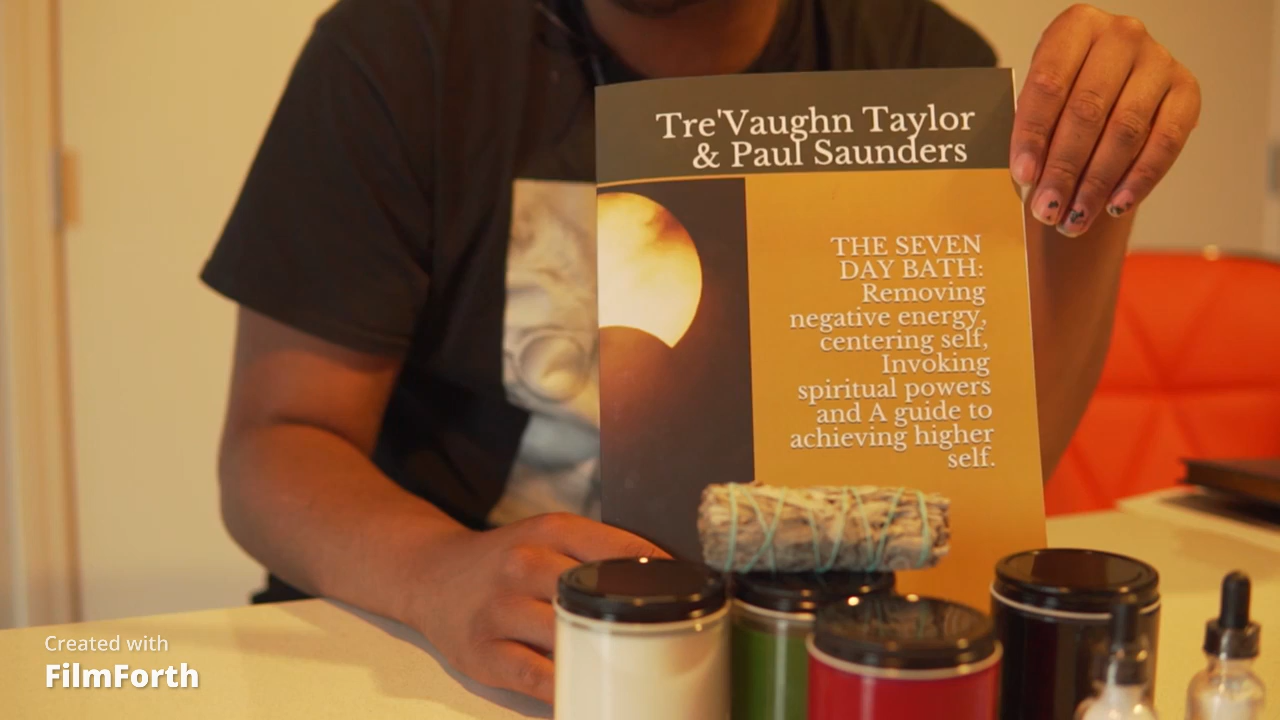 Tre'Vaughn Taylor
& Paul Saunders
THE SEVEN
DAY BATH:
Removing
negative energy,
centering self,
Invoking
spiritual powers
and A guide to
achieving higher
self.
Created with
FilmForth